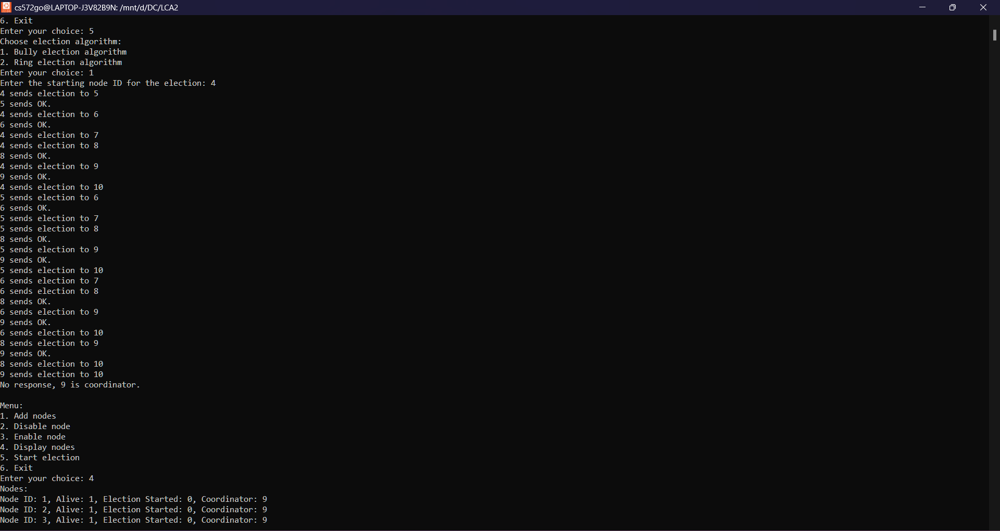 cs572go@LAPTOP-J3V82B9N: /mnt/d/DC/LCA2
6. Exit
Enter your choice: 5
Choose election algorithm:
1. Bully election algorithm
2. Ring election algorithm
Enter your choice: 1
Enter the starting node ID for the election: 4
4 sends election to 5
5 sends OK.
4 sends election to 6
6 sends OK.
4 sends election to 7
4 sends election to 8
8 sends OK.
4 sends election to 9
9 sends OK.
4 sends election to 10
5 sends election to 6
6 sends OK.
5 sends election to 7
5 sends election to 8
8 sends OK.
5 sends election to 9
9 sends OK.
5 sends election to 10
6 sends election to 7
6 sends election to 8
8 sends OK.
6 sends election to 9
9 sends OK.
6 sends election to 10
8 sends election to 9
9 sends OK.
8 sends election to 10
9 sends election to 10
No response, 9 is coordinator.
Menu:
1. Add nodes
2. Disable node
3. Enable node
4. Display nodes
5. Start election
6. Exit
Enter your choice: 4
Nodes:
Node ID: 1, Alive: 1, Election Started: 0, Coordinator: 9
Node ID: 2, Alive: 1, Election Started: 0, Coordinator: 9
Node ID: 3, Alive: 1, Election Started: 0, Coordinator: 9